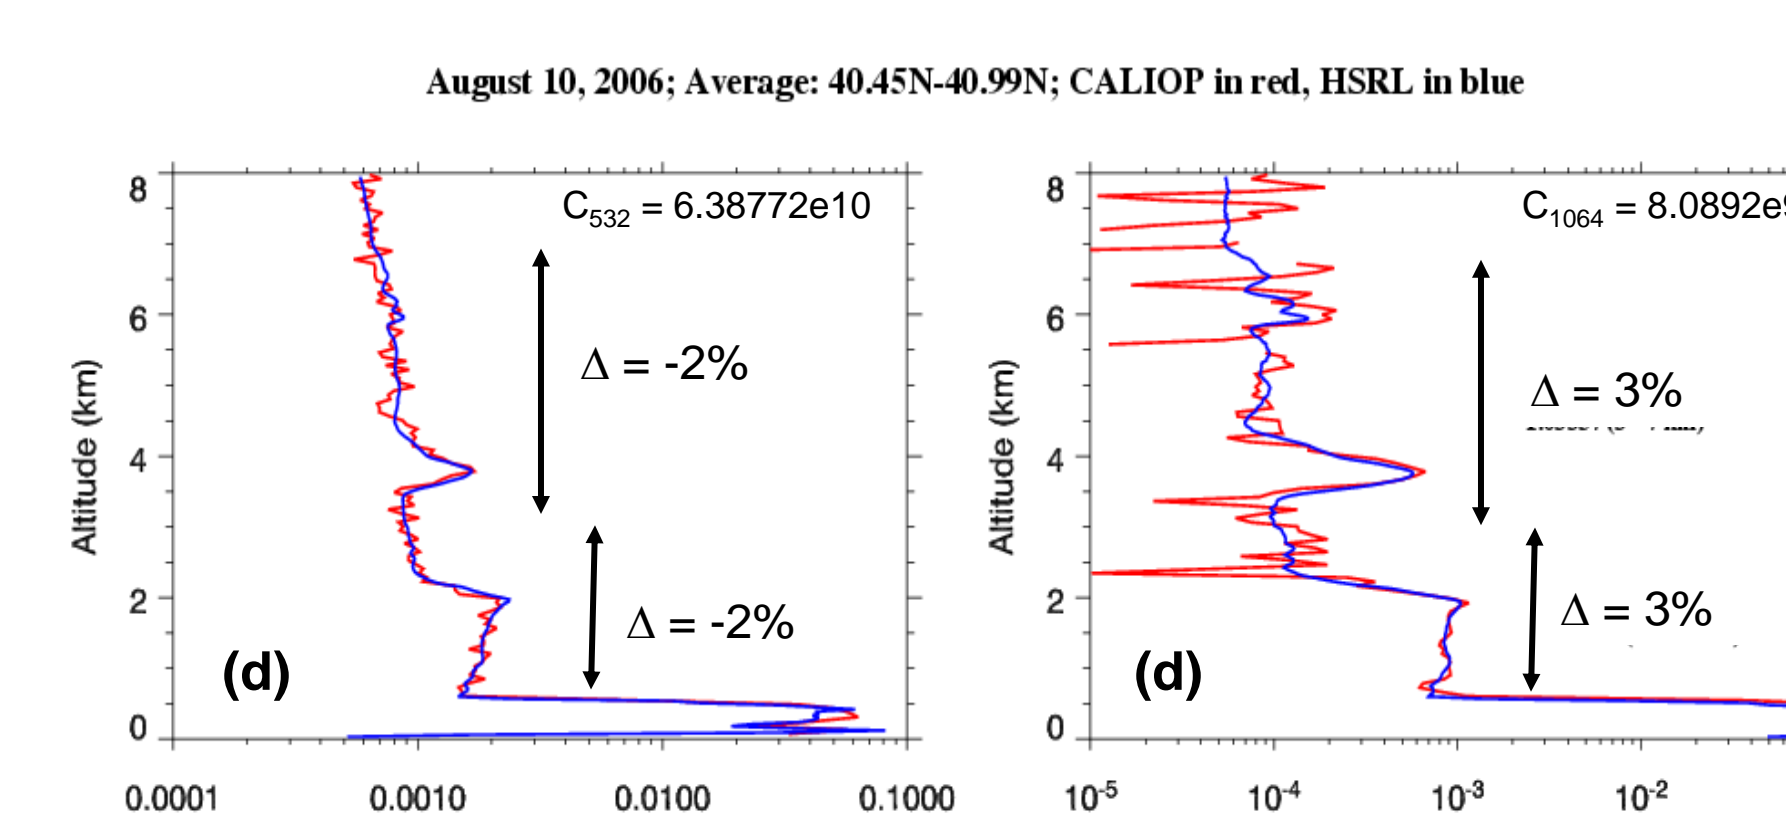 August 10, 2006; Average: 40.45N-40.99N; CALIOP in red, HSRL in blue
C532 = 6.38772e10
Δ = -2%
Δ = -2%
(d)
Altitude (km)
8
6
4
2
0
0.0001 0.0010 0.0100 0.1000
C1064 = 8.0892e9
Δ = 3%
Δ = 3%
(d)
Altitude (km)
8
6
4
2
0
10-5 10-4 10-3 10-2